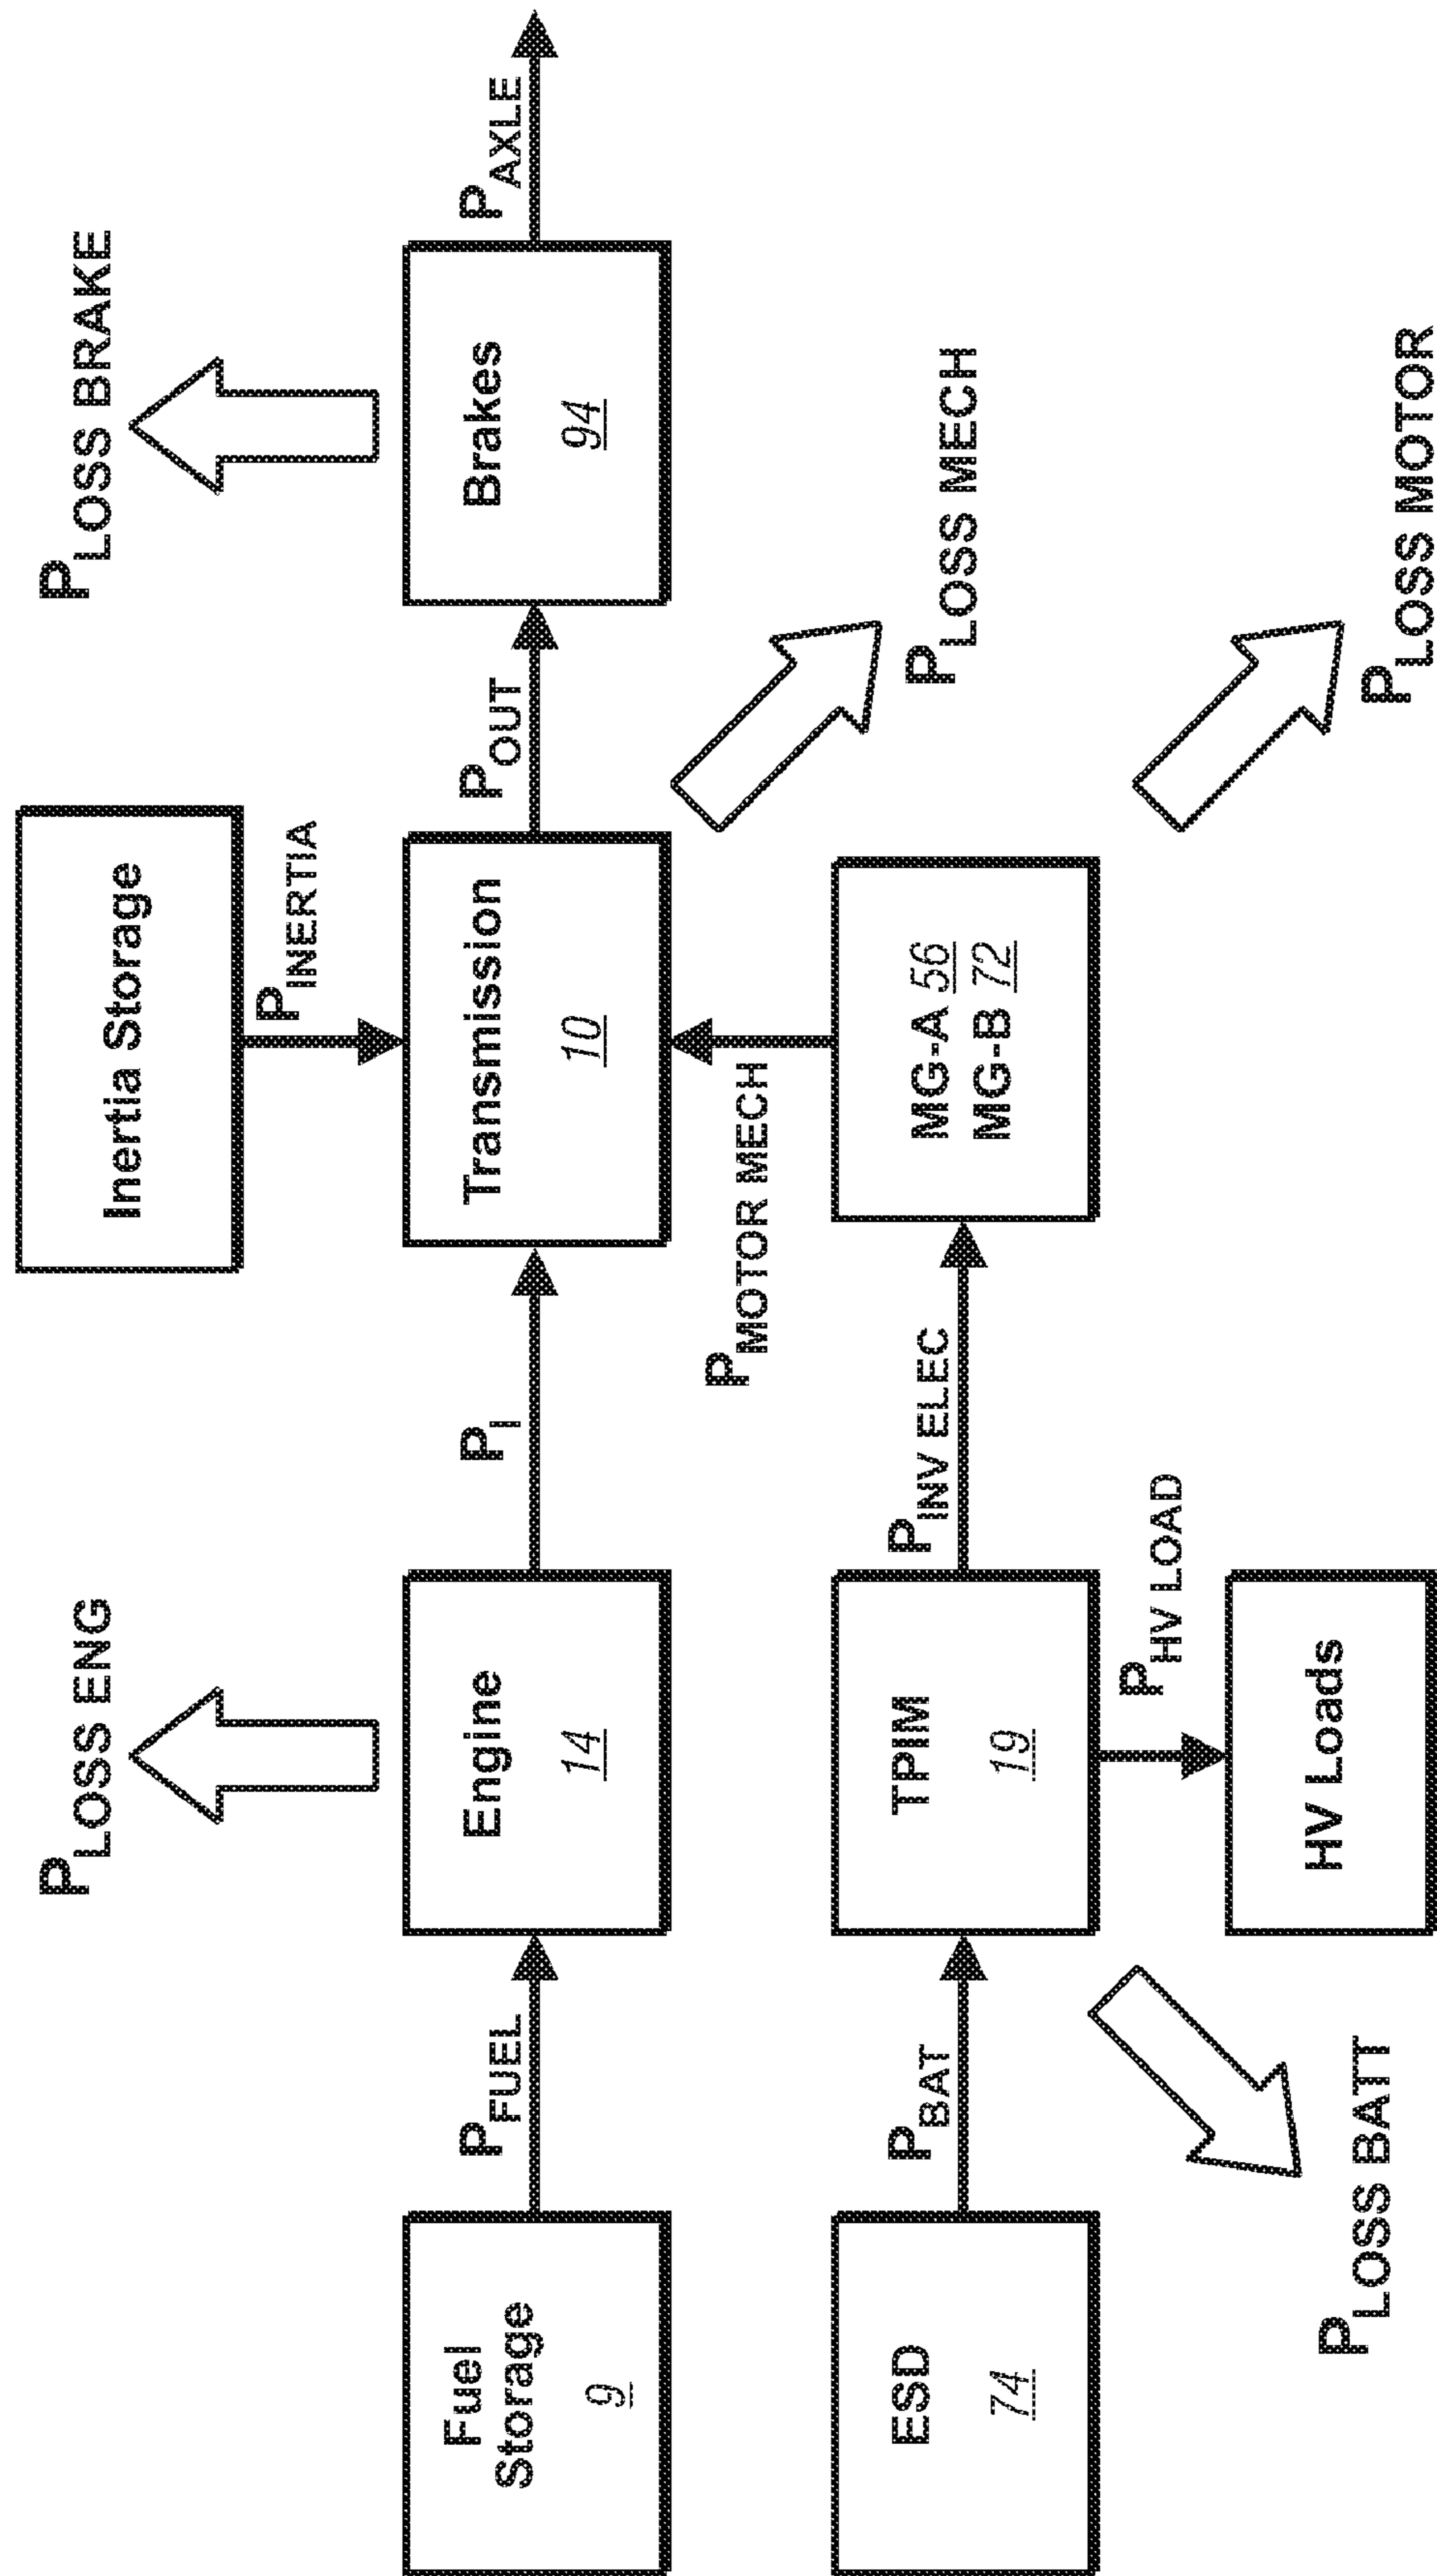 Inertia Storage
P LOSS ENG
P LOSS BRAKE
P INERTIA
Fuel
Storage
9
P FUEL
Engine
14
P I
Transmission
10
P OUT
Brakes
94
P AXLE
P MOTOR MECH
P LOSS MECH
ESD
74
P BAT
TPIM
19
P INV ELEC
MG-A 56
MG-B 72
P HV LOAD
P LOSS BATT
HV Loads
P LOSS MOTOR